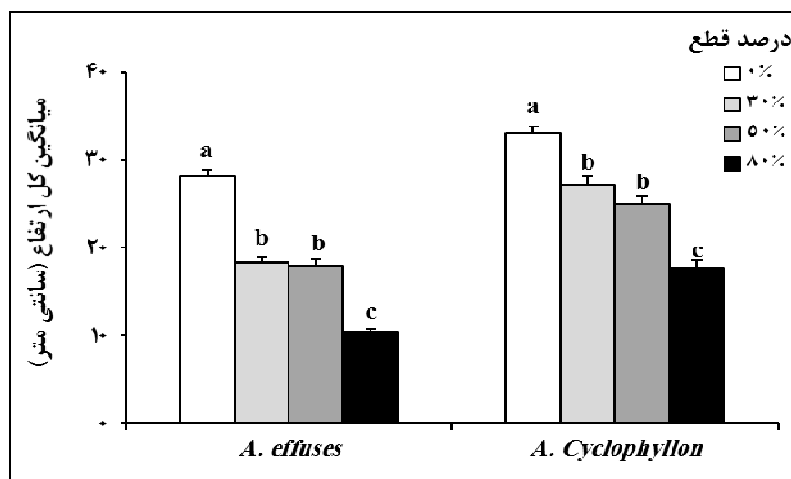 درصد قطع
۰٪
۳۰٪
۵۰٪
۸۰٪
میانگین کل ارتفاع (سانتی متر)
۴۰
۳۰
۲۰
۱۰
۰
a
b
b
c
a
b
b
c
A. effuses
A. Cyclophyllon